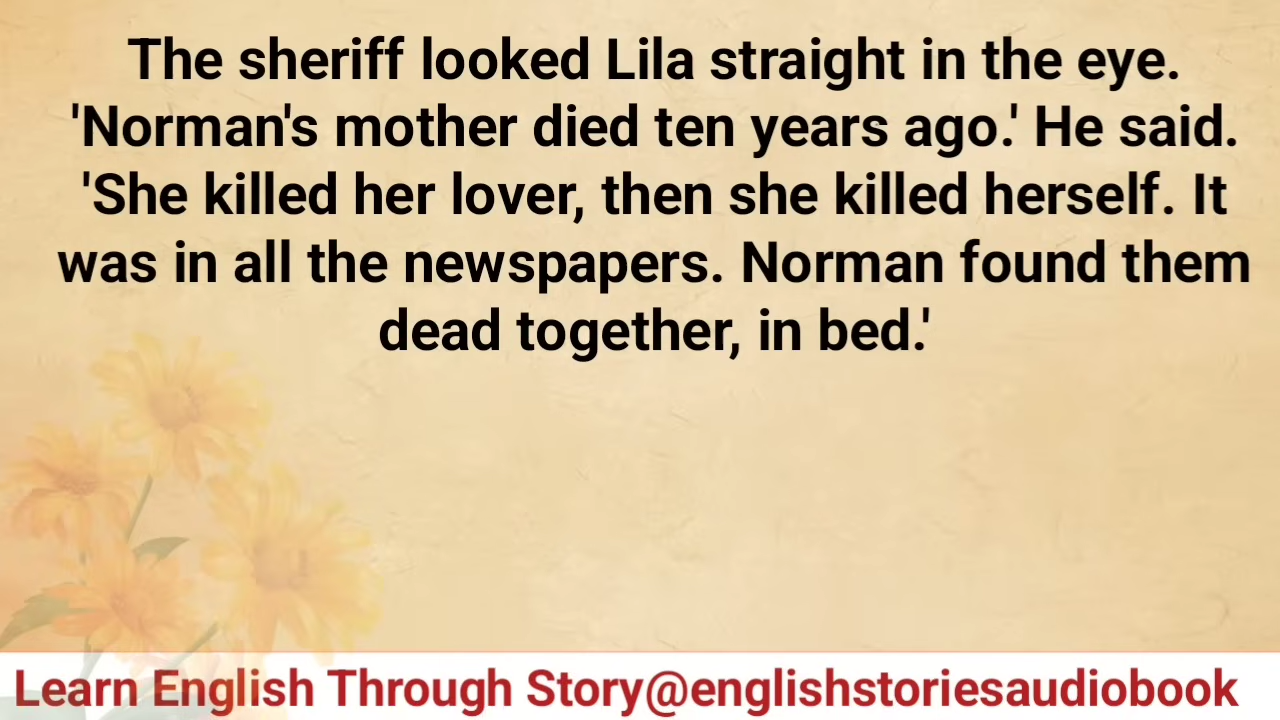 The sheriff looked Lila straight in the eye.
'Norman's mother died ten years ago.' He said.
'She killed her lover, then she killed herself. It
was in all the newspapers. Norman found them
dead together, in bed.'
Learn English Through Story@englishstoriesaudiobook